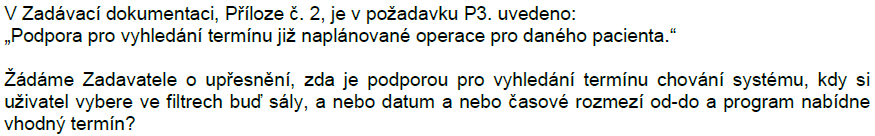 V Zadávací dokumentaci, Příloze č. 2, je v požadavku P3. uvedeno:
„Podpora pro vyhledání termínu již naplánované operace pro daného pacienta.“
Žádáme Zadavatele o upřesnění, zda je podporou pro vyhledání termínu chování systému, kdy si
uživatel vybere ve filtrech buď sály, a nebo datum a nebo časové rozmezí od-do a program nabídne
vhodný termín?